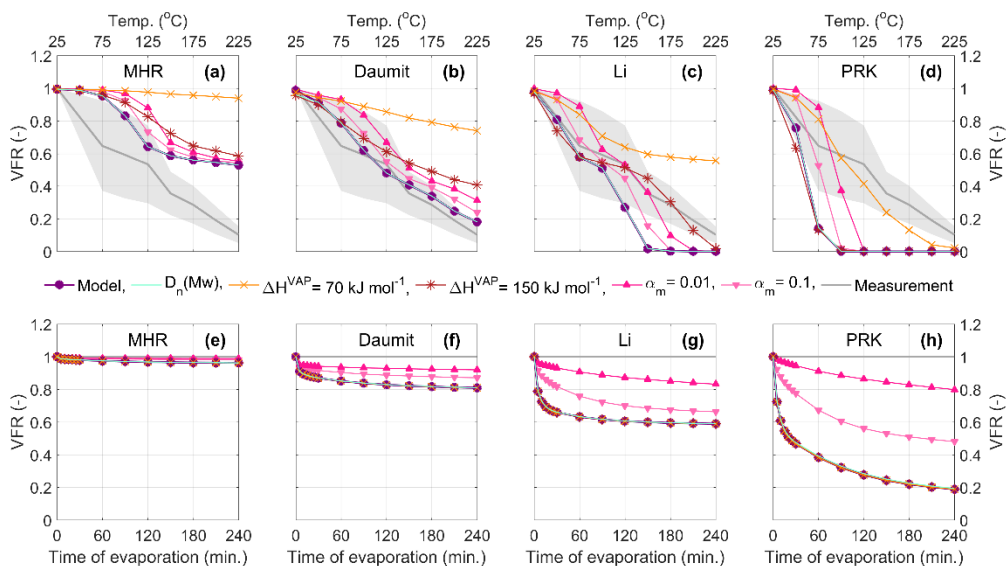 Temp. (°C) Temp. (°C) Temp. (°C) Temp. (°C)
25 75 125 175 225 25 75 125 175 225 25 75 125 175 225 25 75 125 175 225
1.2 1.2
MHR (a) Daumit (b) Li (c) PRK (d)
1 1
0.8 0.8
VFR (-) VFR (-)
0.6 0.6
0.4 0.4
0.2 0.2
0 0
Model, Dₙ(Mw), ΔH^VAP= 70 kJ mol⁻¹, ΔH^VAP= 150 kJ mol⁻¹, αₘ= 0.01, αₘ= 0.1, Measurement
1.2 1.2
MHR (e) Daumit (f) Li (g) PRK (h)
1 1
0.8 0.8
VFR (-) VFR (-)
0.6 0.6
0.4 0.4
0.2 0.2
0 0
0 60 120 180 240 0 60 120 180 240 0 60 120 180 240 0 60 120 180 240
Time of evaporation (min.) Time of evaporation (min.) Time of evaporation (min.) Time of evaporation (min.)